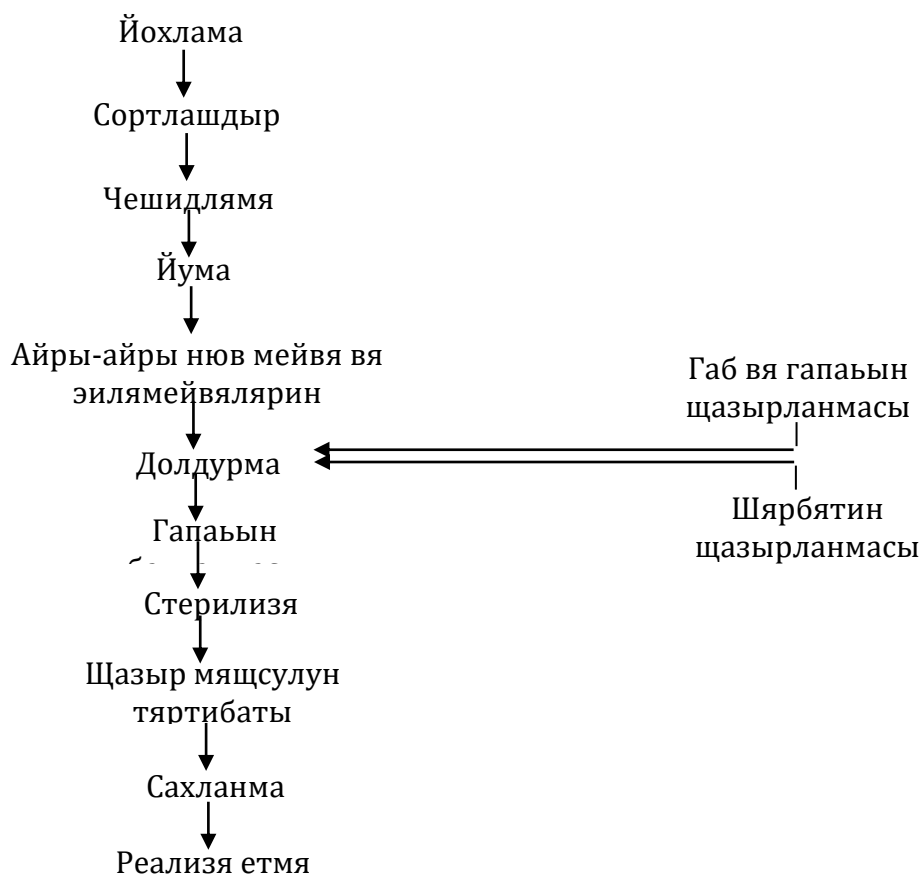 Йохлама
Сортлашдыр
Чешидлямя
Йума
Айры-айры нюв мейвя вя
эилямейвялярин
Габ вя гапаьын
щазырланмасы
Долдурма
Шярбятин
щазырланмасы
Гапаьын
Стерилизя
Щазыр мящсулун
тяртибаты
Сахланма
Реализя етмя